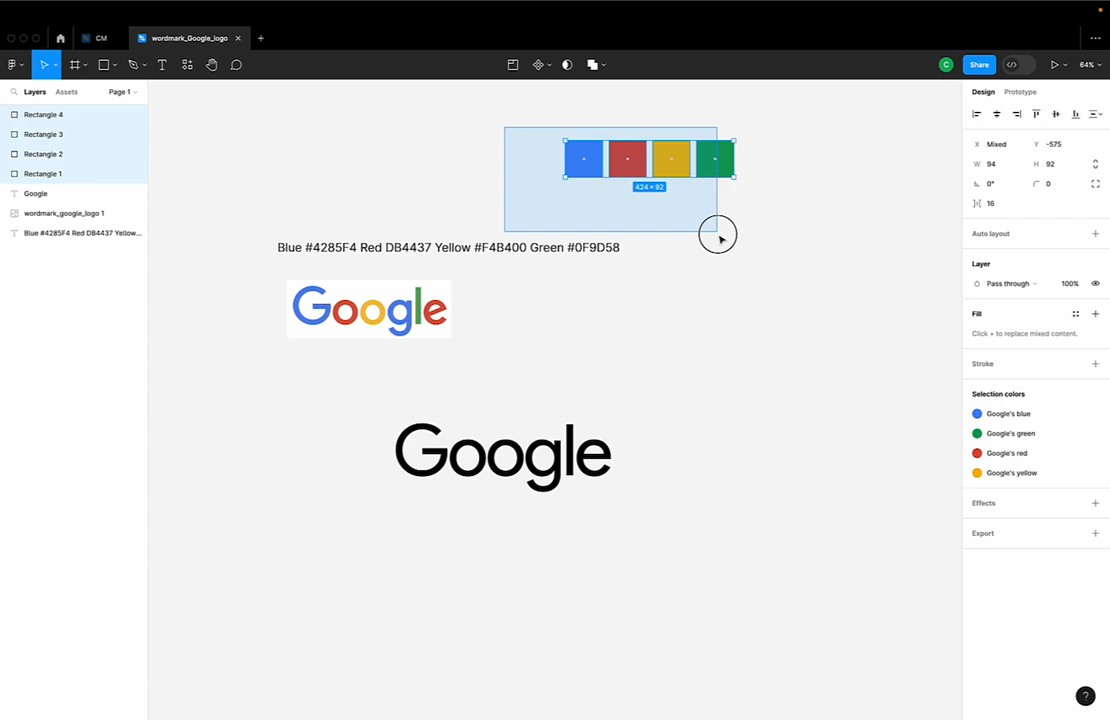 CM
wordmark_Google_logo
C
Share
64%
Layers
Assets
Page 1
Rectangle 4
Rectangle 3
Rectangle 2
Rectangle 1
Google
wordmark_google_logo 1
Blue #4285F4 Red DB4437 Yellow...
424 × 92
Blue #4285F4 Red DB4437 Yellow #F4B400 Green #0F9D58
Google
Google
Design
Prototype
X Mixed
Y -575
W 94
H 92
0°
0
16
Auto layout
Layer
Pass through
100%
Fill
Click + to replace mixed content.
Stroke
Selection colors
Google's blue
Google's green
Google's red
Google's yellow
Effects
Export
?